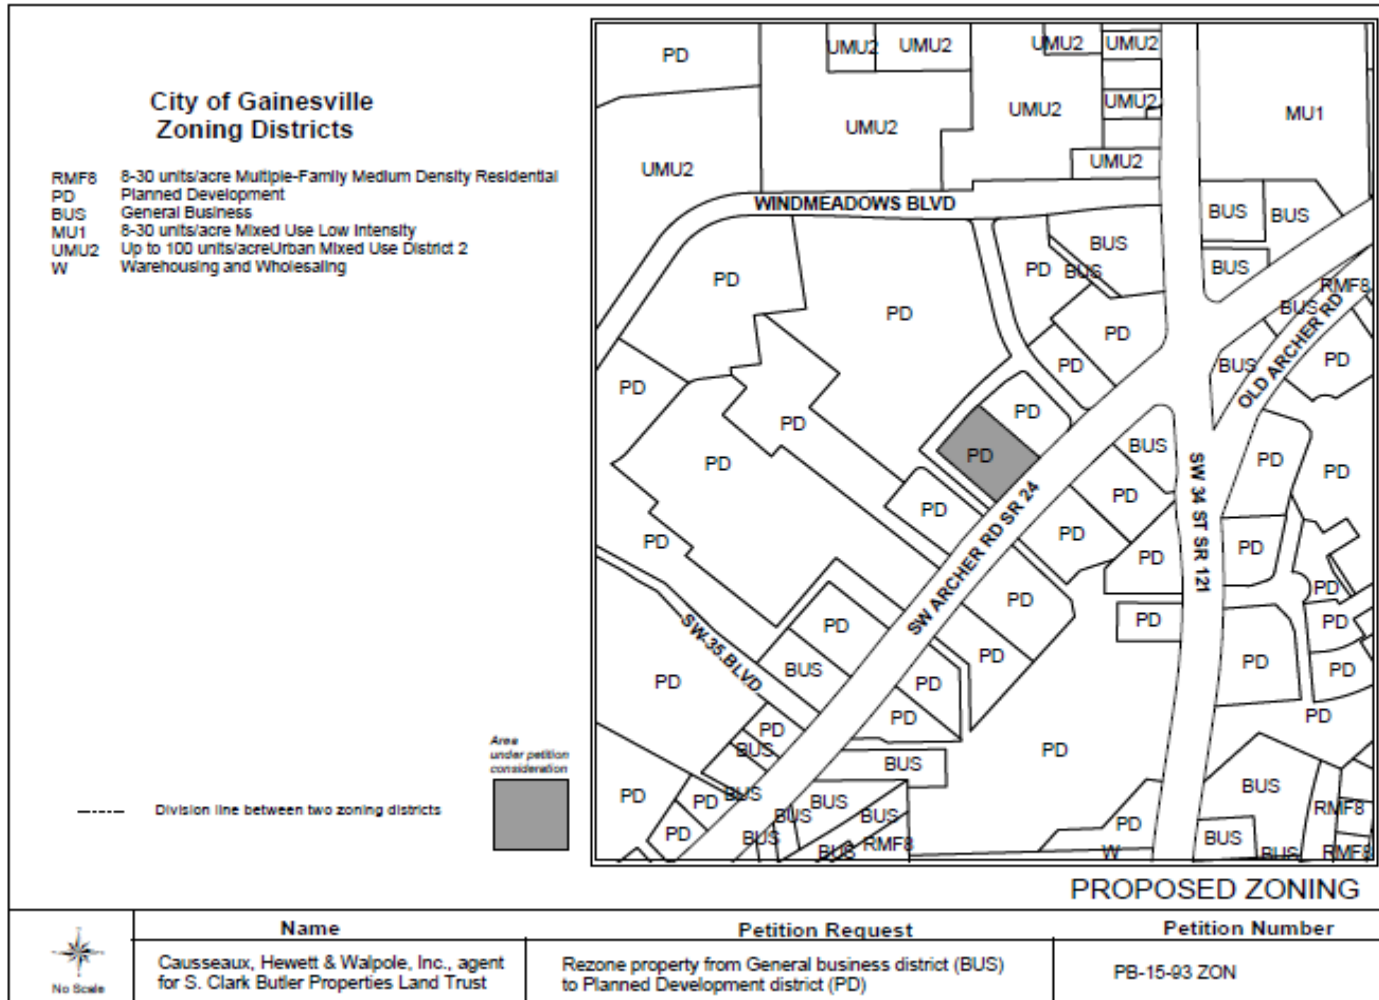 City of Gainesville
Zoning Districts
RMF8 8-30 units/acre Multiple-Family Medium Density Residential
PD Planned Development
BUS General Business
MU1 8-30 units/acre Mixed Use Low Intensity
UMU2 Up to 100 units/acreUrban Mixed Use District 2
W Warehousing and Wholesaling
Area
under petition
consideration
Division line between two zoning districts
PD
UMU2
UMU2
UMU2
UMU2
UMU2
UMU2
UMU2
MU1
UMU2
UMU2
UMU2
WINDMEADOWS BLVD
BUS
BUS
BUS
PD
BUS
BUS
PD
RMF8
BUS
OLD ARCHER RD
PD
PD
PD
BUS
PD
PD
PD
PD
PD
BUS
PD
PD
PD
PD
SW 34 ST SR 121
PD
PD
SW ARCHER RD SR 24
PD
PD
PD
PD
PD
PD
PD
PD
PD
SW 35 BLVD
PD
PD
BUS
PD
PD
PD
PD
PD
PD
PD
PD
BUS
PD
BUS
BUS
PD
PD
BUS
BUS
BUS
BUS
RMF8
PD
BUS
BUS
PD
BUS
RMF8
W
BUS
RMF8
PROPOSED ZONING
No Scale
Name
Petition Request
Petition Number
Causseaux, Hewett & Walpole, Inc., agent
for S. Clark Butler Properties Land Trust
Rezone property from General business district (BUS)
to Planned Development district (PD)
PB-15-93 ZON